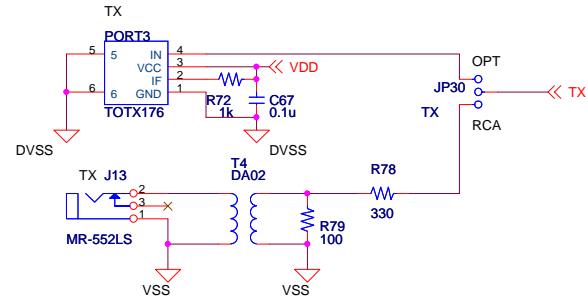 TX
PORT3
5 5 IN 4
VCC 3
IF 2
6 6 GND 1
TOTX176
VDD
R72
1k
C67
0.1u
DVSS
DVSS
OPT
JP30
TX
TX
RCA
TX J13
2
3
1
MR-552LS
T4
DA02
R78
330
R79
100
VSS
VSS